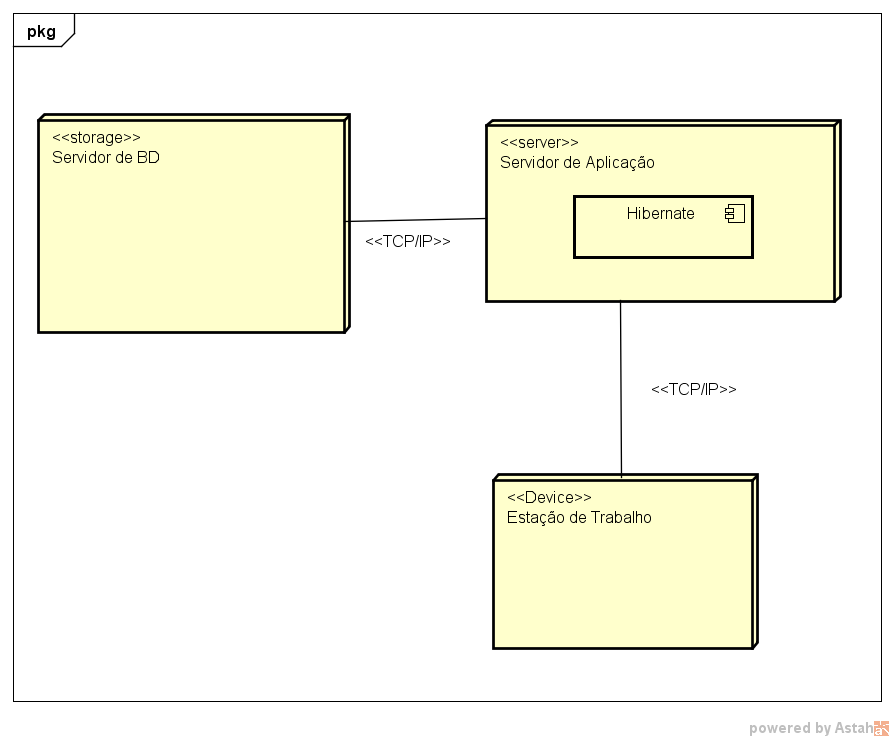 pkg
<<storage>>
Servidor de BD
<<server>>
Servidor de Aplicação
Hibernate
<<TCP/IP>>
<<TCP/IP>>
<<Device>>
Estação de Trabalho
powered by Astah